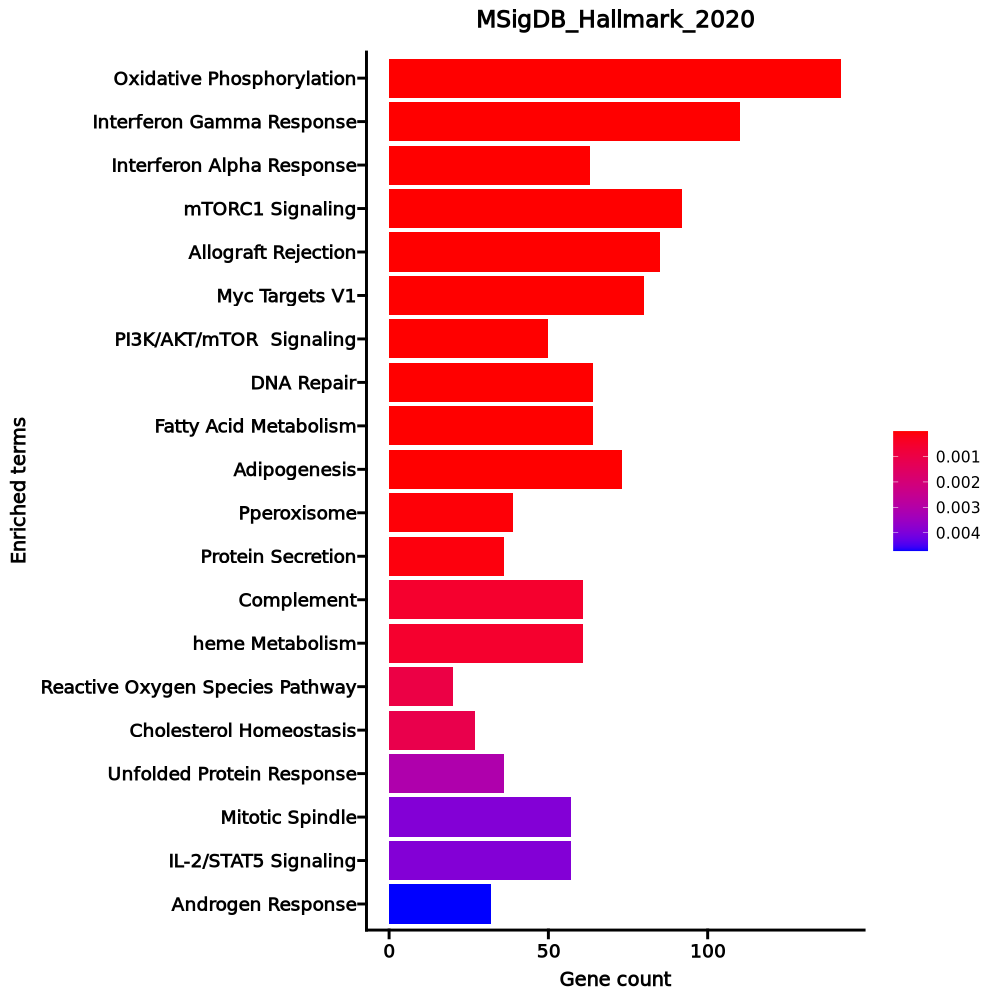 MSigDB_Hallmark_2020
Oxidative Phosphorylation
Interferon Gamma Response
Interferon Alpha Response
mTORC1 Signaling
Allograft Rejection
Myc Targets V1
PI3K/AKT/mTOR  Signaling
DNA Repair
Fatty Acid Metabolism
Adipogenesis
Pperoxisome
Protein Secretion
Complement
heme Metabolism
Reactive Oxygen Species Pathway
Cholesterol Homeostasis
Unfolded Protein Response
Mitotic Spindle
IL-2/STAT5 Signaling
Androgen Response
Enriched terms
0 50 100
Gene count
0.001
0.002
0.003
0.004